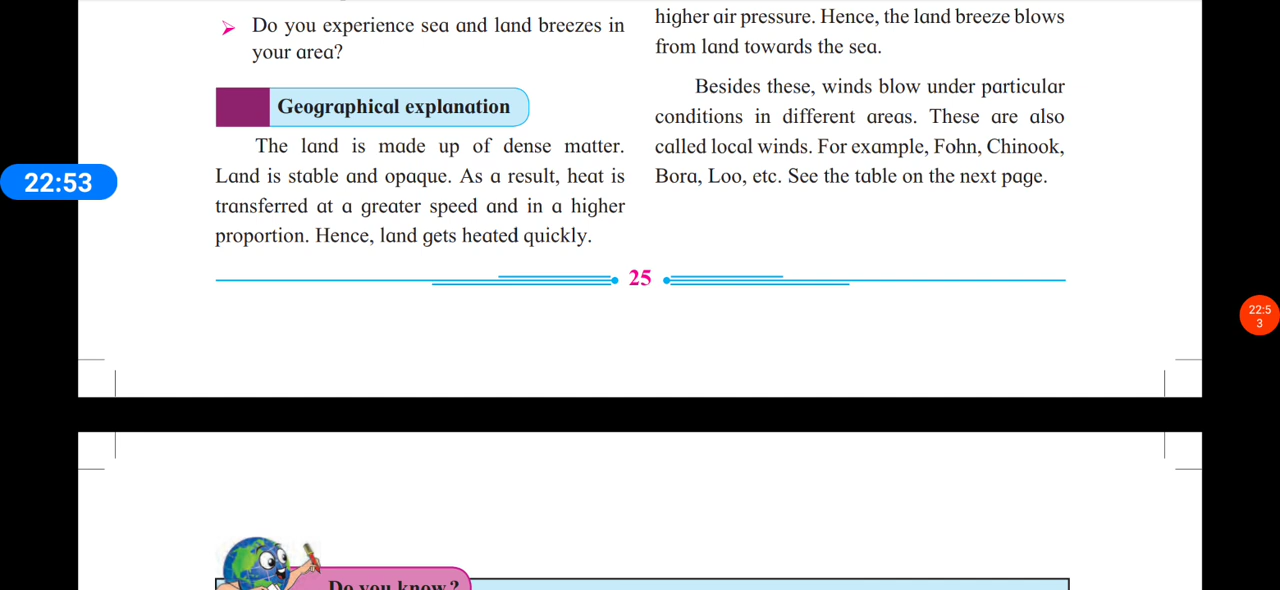 Do you experience sea and land breezes in
your area?
Geographical explanation
The land is made up of dense matter.
Land is stable and opaque. As a result, heat is
transferred at a greater speed and in a higher
proportion. Hence, land gets heated quickly.
higher air pressure. Hence, the land breeze blows
from land towards the sea.
Besides these, winds blow under particular
conditions in different areas. These are also
called local winds. For example, Fohn, Chinook,
Bora, Loo, etc. See the table on the next page.
25
22:53
22:5
3
Do you know?